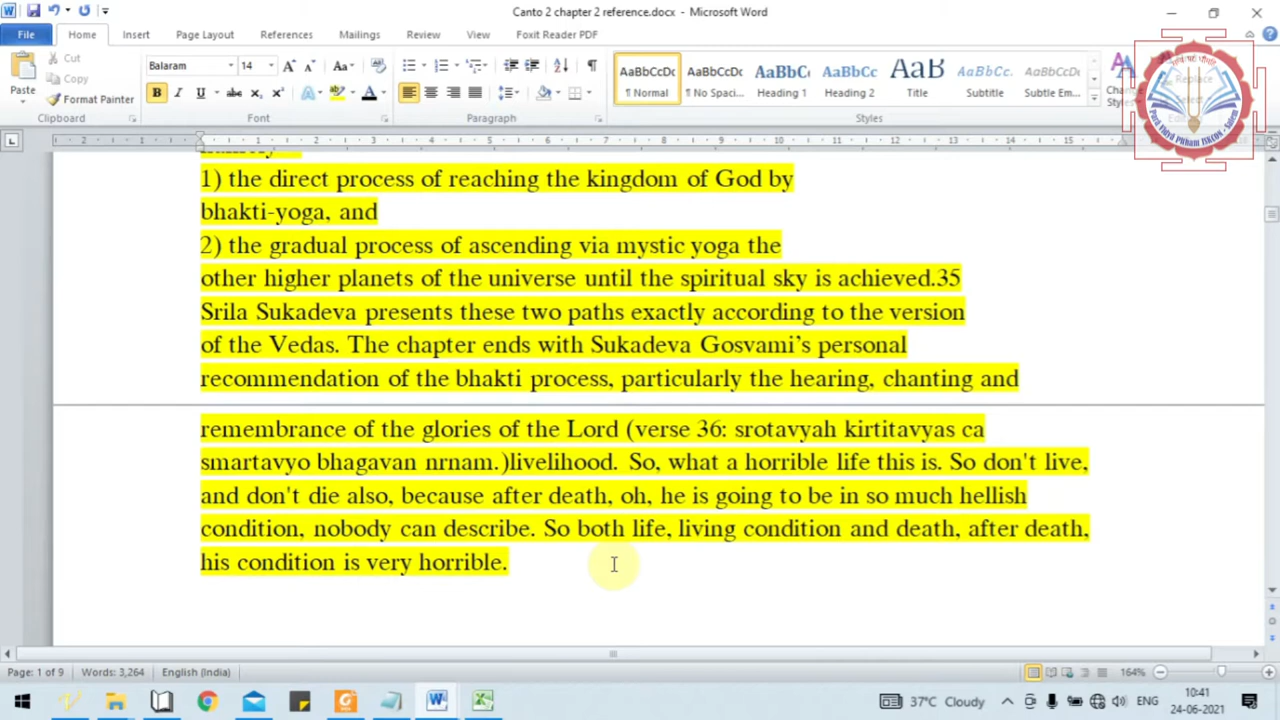 Canto 2 chapter 2 reference.docx - Microsoft Word
File Home Insert Page Layout References Mailings Review View Foxit Reader PDF
Paste
Cut
Copy
Format Painter
Clipboard
Balaram 14
Font
Paragraph
AaBbCcDc AaBbCcDc AaBbC AaBbCc AaB AaBbCc. AaBbCcDc
¶ Normal ¶ No Spaci... Heading 1 Heading 2 Title Subtitle Subtle Em...
Styles
Replace
1) the direct process of reaching the kingdom of God by
bhakti-yoga, and
2) the gradual process of ascending via mystic yoga the
other higher planets of the universe until the spiritual sky is achieved.35
Srila Sukadeva presents these two paths exactly according to the version
of the Vedas. The chapter ends with Sukadeva Gosvami’s personal
recommendation of the bhakti process, particularly the hearing, chanting and
remembrance of the glories of the Lord (verse 36: srotavyah kirtitavyas ca
smartavyo bhagavan nrnam.)livelihood. So, what a horrible life this is. So don't live,
and don't die also, because after death, oh, he is going to be in so much hellish
condition, nobody can describe. So both life, living condition and death, after death,
his condition is very horrible.
Page: 1 of 9 Words: 3,264 English (India) 164%
37°C Cloudy ENG 10:41
24-06-2021